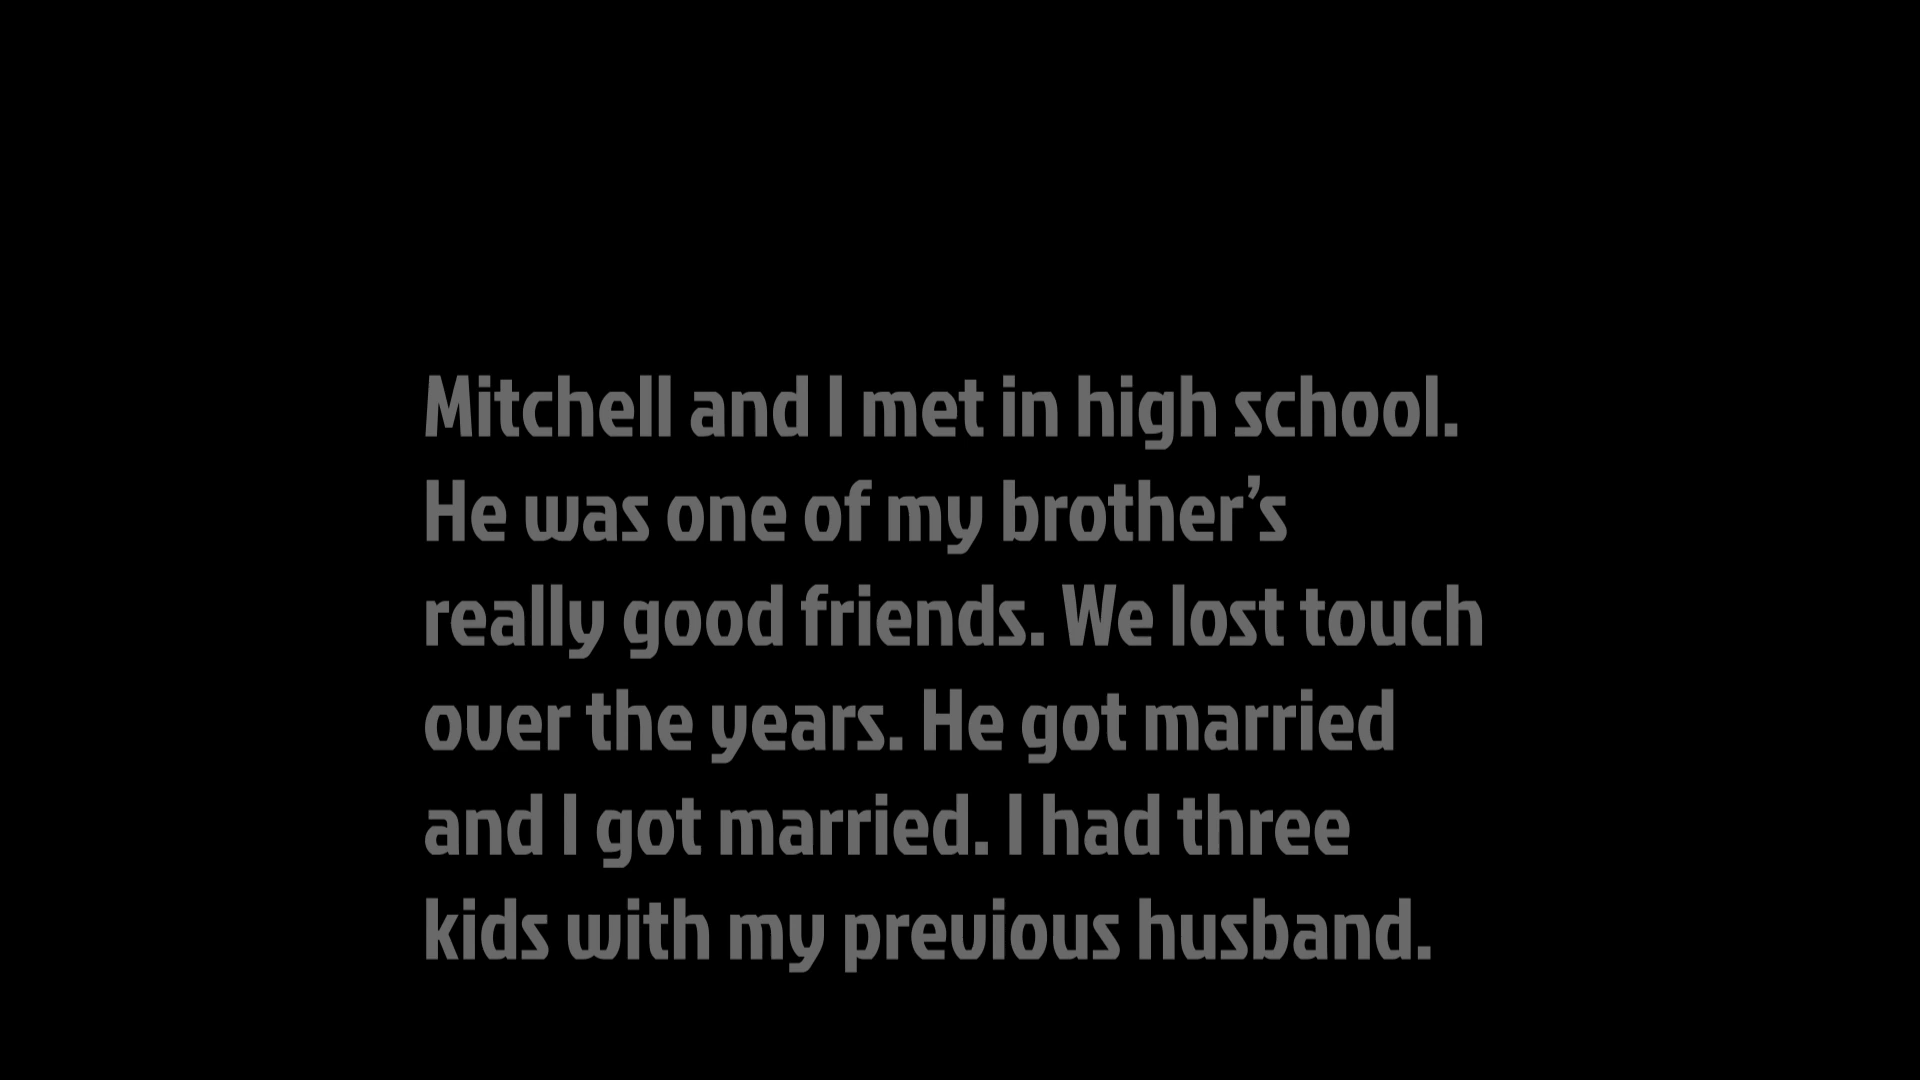 Mitchell and I met in high school.
He was one of my brother’s
really good friends. We lost touch
over the years. He got married
and I got married. I had three
kids with my previous husband.